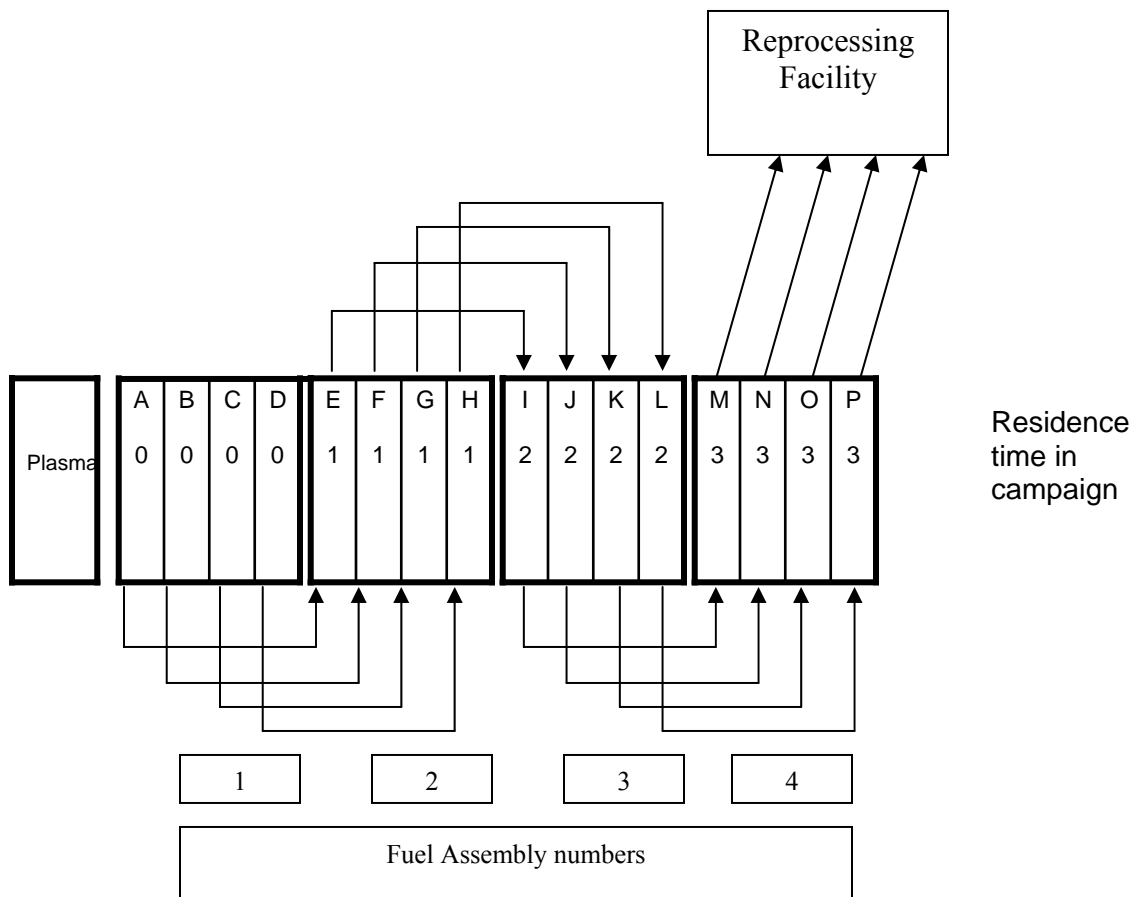 Reprocessing
Facility
A B C D E F G H I J K L M N O P
Plasma
0 0 0 0 1 1 1 1 2 2 2 2 3 3 3 3
Residence
time in
campaign
1 2 3 4
Fuel Assembly numbers